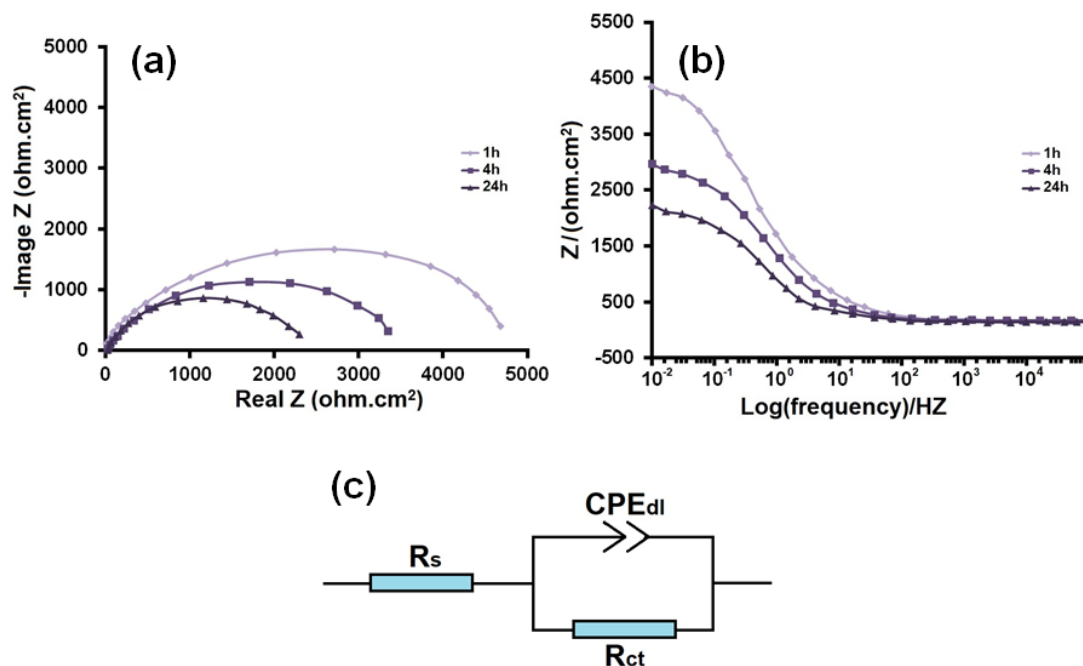 (a)
-Image Z (ohm.cm²)
5000
4000
3000
2000
1000
0
0 1000 2000 3000 4000 5000
Real Z (ohm.cm²)
1h
4h
24h
(b)
Z/(ohm.cm²)
5500
4500
3500
2500
1500
500
-500
10⁻² 10⁻¹ 10⁰ 10¹ 10² 10³ 10⁴
Log(frequency)/HZ
1h
4h
24h
(c)
CPEdl
Rs
Rct